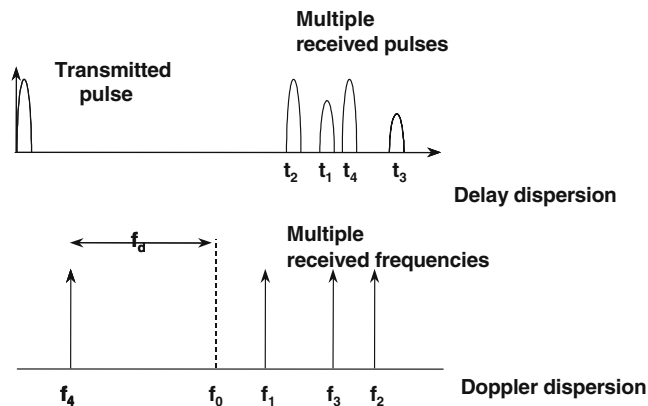 Multiple
received pulses
Transmitted
pulse
t2 t1 t4 t3
Delay dispersion
fd
Multiple
received frequencies
f4 f0 f1 f3 f2
Doppler dispersion